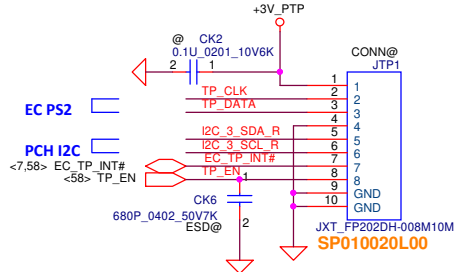 +3V_PTP
@ CK2
0.1U_0201_10V6K
2 1
CONN@
JTP1
1 1
TP_CLK 2 2
EC PS2 TP_DATA 3 3
4 4
I2C_3_SDA_R 5 5
PCH I2C I2C_3_SCL_R 6 6
<7,58> EC_TP_INT# EC_TP_INT# 7 7
<58> TP_EN TP_EN 8 8
9 GND
10 GND
1
CK6
680P_0402_50V7K
ESD@ 2
JXT_FP202DH-008M10M
SP010020L00